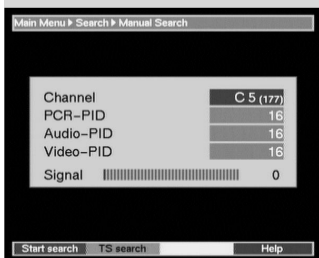 Main Menu ▸ Search ▸ Manual Search
Channel C 5 (177)
PCR-PID 16
Audio-PID 16
Video-PID 16
Signal 0
Start search TS search Help